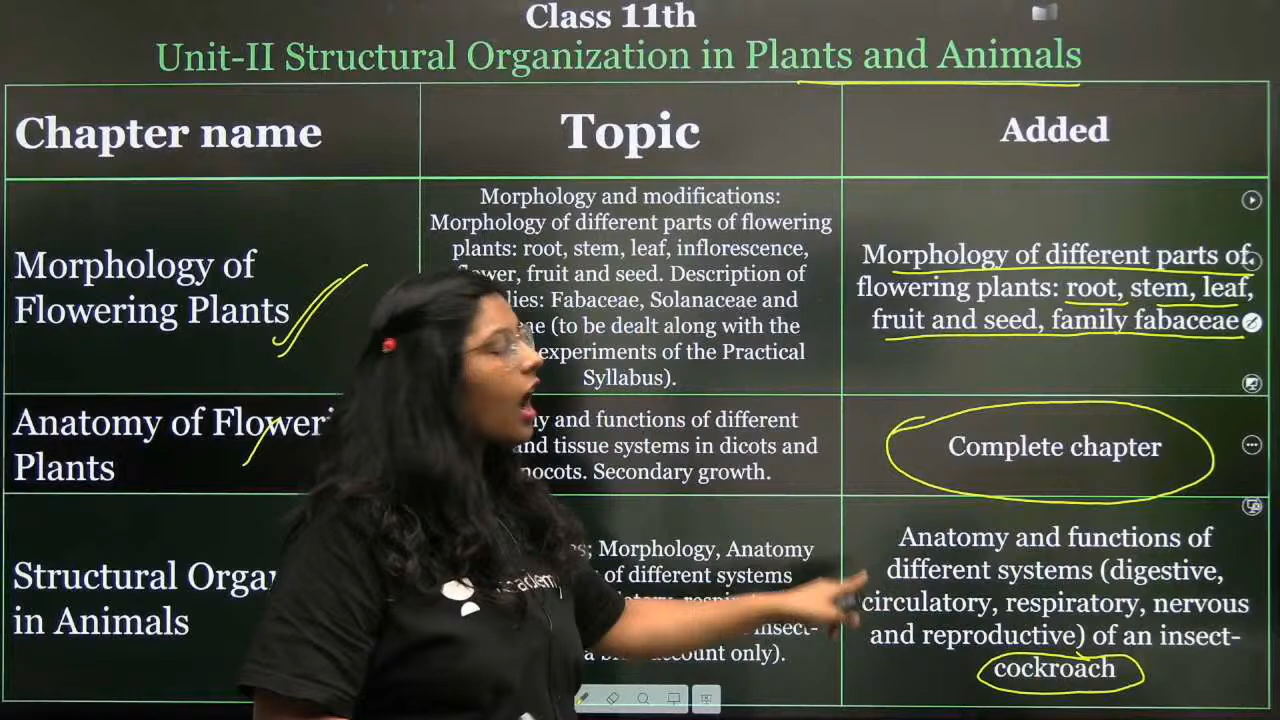 Class 11th
Unit-II Structural Organization in Plants and Animals
Chapter name
Topic
Added
Morphology of
Flowering Plants
Morphology and modifications:
Morphology of different parts of flowering
plants: root, stem, leaf, inflorescence,
fruit and seed. Description of
Fabaceae, Solanaceae and
(to be dealt along with the
experiments of the Practical
Syllabus).
Morphology of different parts of
flowering plants: root, stem, leaf,
fruit and seed, family fabaceae
Anatomy of
Plants
and functions of different
and tissue systems in dicots and
Secondary growth.
Complete chapter
Structural
in Animals
Morphology, Anatomy
of different systems
account only).
Anatomy and functions of
different systems (digestive,
circulatory, respiratory, nervous
and reproductive) of an insect-
cockroach